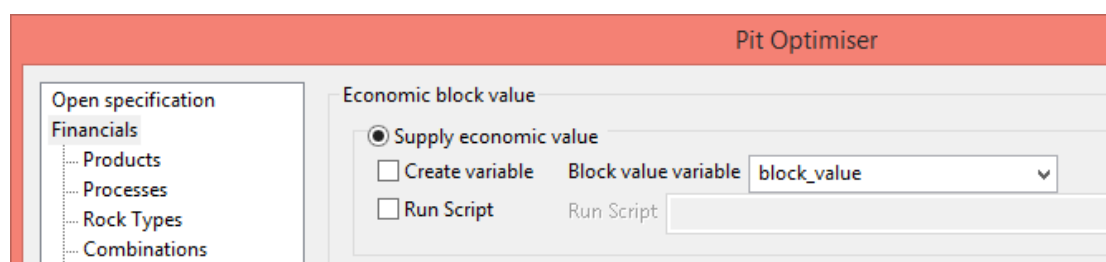 Pit Optimiser
Open specification
Financials
Products
Processes
Rock Types
Combinations
Economic block value
Supply economic value
Create variable Block value variable block_value
Run Script Run Script